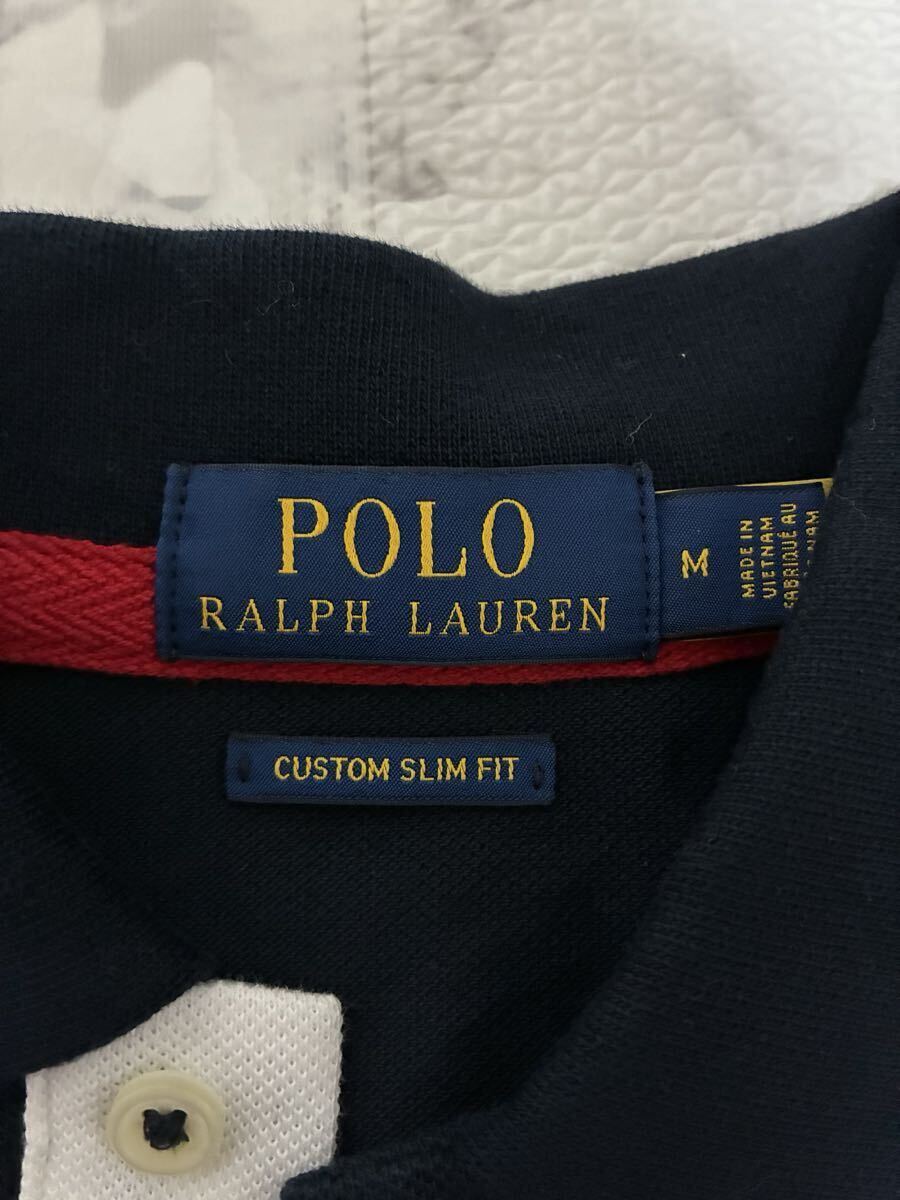 POLO
RALPH LAUREN
M
MADE IN
VIETNAM
FABRIQUÉ AU
CUSTOM SLIM FIT